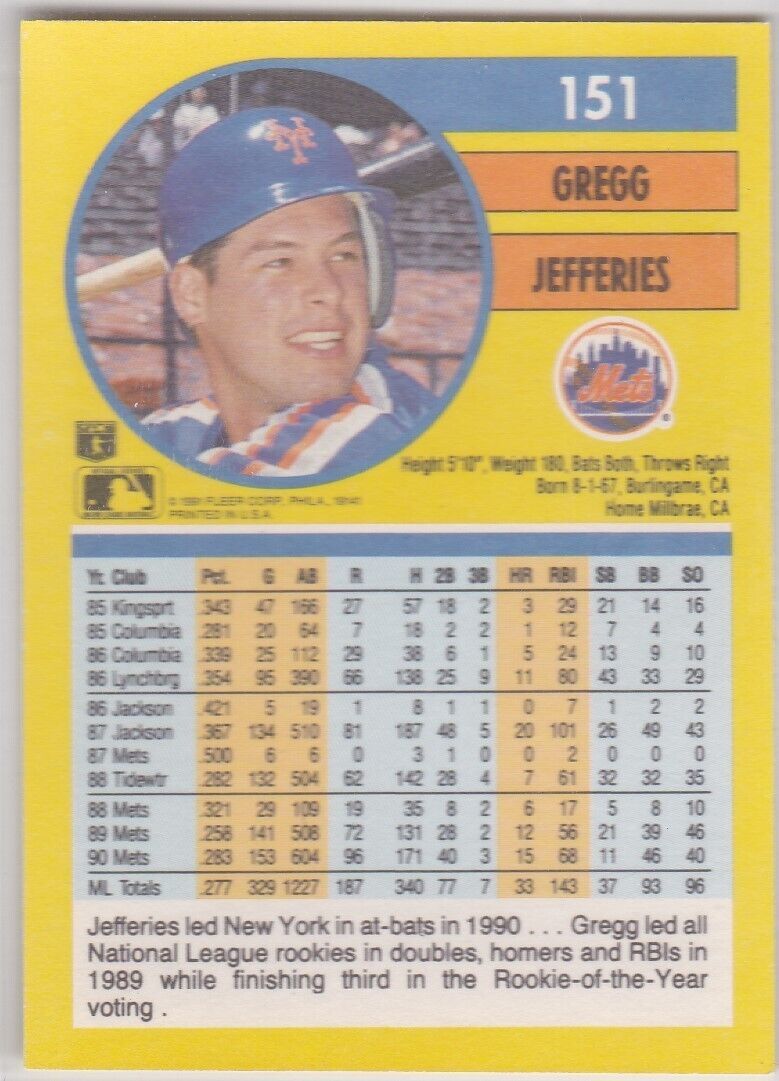 151
GREGG
JEFFERIES
NY
Mets
Height 5'10", Weight 180, Bats Both, Throws Right
Born 8-1-67, Burlingame, CA
Home Millbrae, CA
© 1991 FLEER CORP., PHILA., 19141
PRINTED IN U.S.A.
Yr. Club Pct. G AB R H 2B 3B HR RBI SB BB SO
85 Kingsprt .343 47 166 27 57 18 2 3 29 21 14 16
85 Columbia .281 20 64 7 18 2 2 1 12 7 4 4
86 Columbia .339 25 112 29 38 6 1 5 24 13 9 10
86 Lynchbrg .354 95 390 66 138 25 9 11 80 43 33 29
86 Jackson .421 5 19 1 8 1 1 0 7 1 2 2
87 Jackson .367 134 510 81 187 48 5 20 101 26 49 43
87 Mets .500 6 6 0 3 1 0 0 2 0 0 0
88 Tidewtr .282 132 504 62 142 28 4 7 61 32 32 35
88 Mets .321 29 109 19 35 8 2 6 17 5 8 10
89 Mets .258 141 508 72 131 28 2 12 56 21 39 46
90 Mets .283 153 604 96 171 40 3 15 68 11 46 40
ML Totals .277 329 1227 187 340 77 7 33 143 37 93 96
Jefferies led New York in at-bats in 1990 . . . Gregg led all
National League rookies in doubles, homers and RBIs in
1989 while finishing third in the Rookie-of-the-Year
voting .